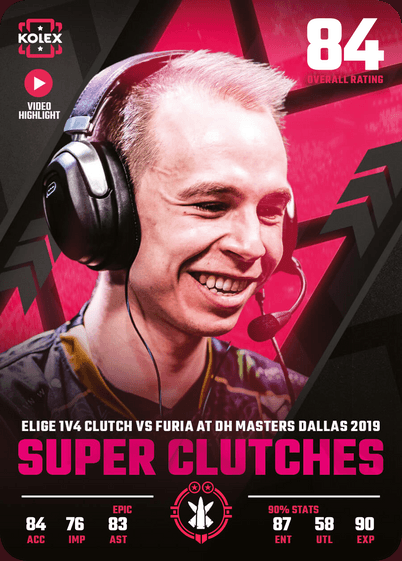 KOLEX
84
OVERALL RATING
VIDEO
HIGHLIGHT
ELIGE 1V4 CLUTCH VS FURIA AT DH MASTERS DALLAS 2019
SUPER CLUTCHES
EPIC
90% STATS
84 76 83 87 58 90
ACC IMP AST ENT UTL EXP